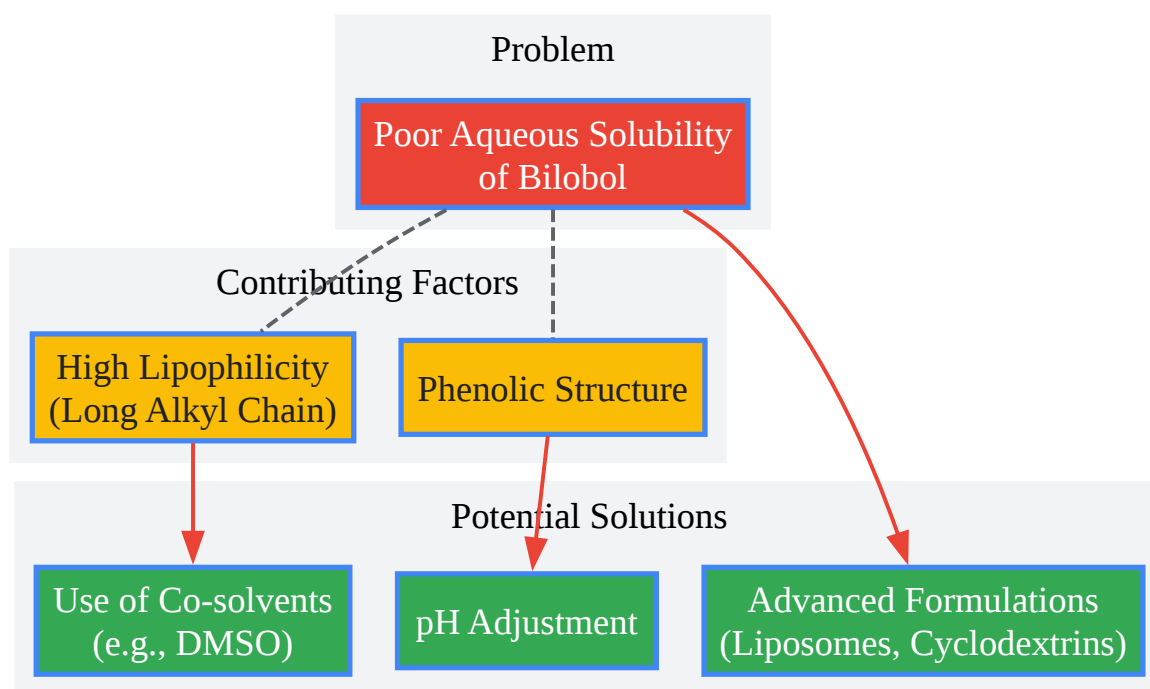 Problem
Poor Aqueous Solubility
of Bilobol
Contributing Factors
High Lipophilicity
(Long Alkyl Chain)
Phenolic Structure
Potential Solutions
Use of Co-solvents
(e.g., DMSO)
pH Adjustment
Advanced Formulations
(Liposomes, Cyclodextrins)